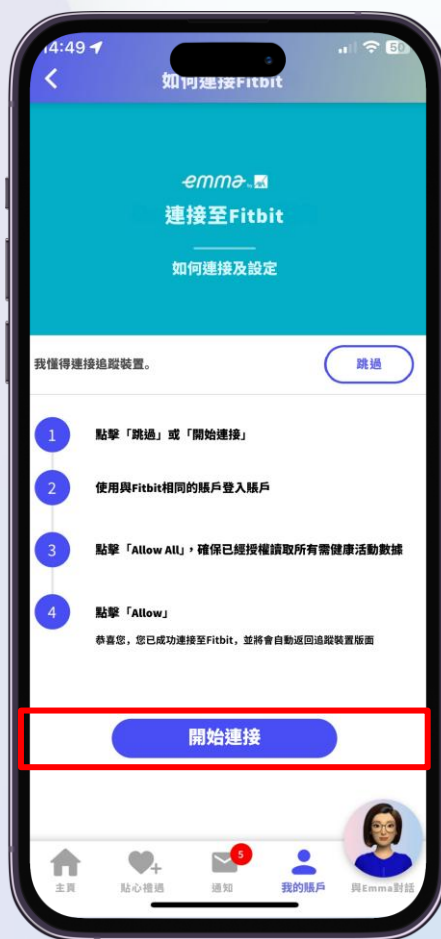 14:49
50
如何連接Fitbit
emma by AXA
連接至Fitbit
如何連接及設定
我懂得連接追蹤裝置。
跳過
1
點擊「跳過」或「開始連接」
2
使用與Fitbit相同的賬戶登入賬戶
3
點擊「Allow All」，確保已經授權讀取所有需健康活動數據
4
點擊「Allow」
恭喜您，您已成功連接至Fitbit，並將會自動返回追蹤裝置版面
開始連接
5
主頁
貼心禮遇
通知
我的賬戶
與Emma對話